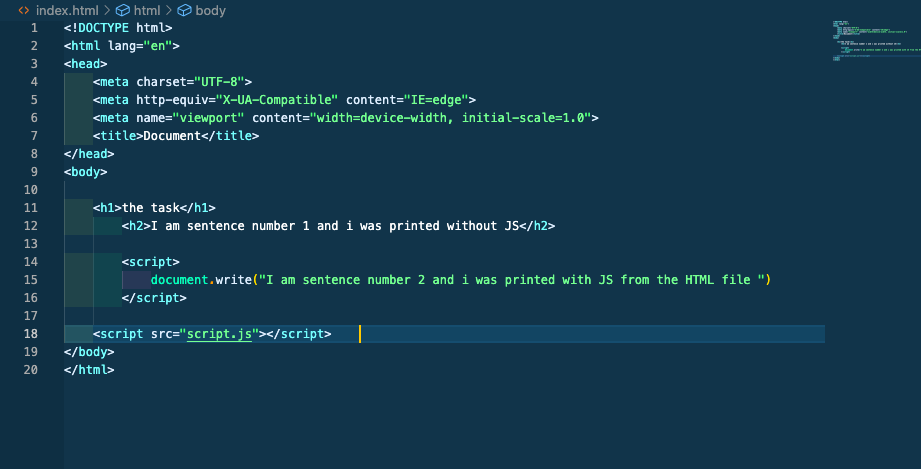 index.html > html > body
1 <!DOCTYPE html>
2 <html lang="en">
3 <head>
4     <meta charset="UTF-8">
5     <meta http-equiv="X-UA-Compatible" content="IE=edge">
6     <meta name="viewport" content="width=device-width, initial-scale=1.0">
7     <title>Document</title>
8 </head>
9 <body>
10
11     <h1>the task</h1>
12         <h2>I am sentence number 1 and i was printed without JS</h2>
13
14         <script>
15             document.write("I am sentence number 2 and i was printed with JS from the HTML file ")
16         </script>
17
18     <script src="script.js"></script>
19 </body>
20 </html>